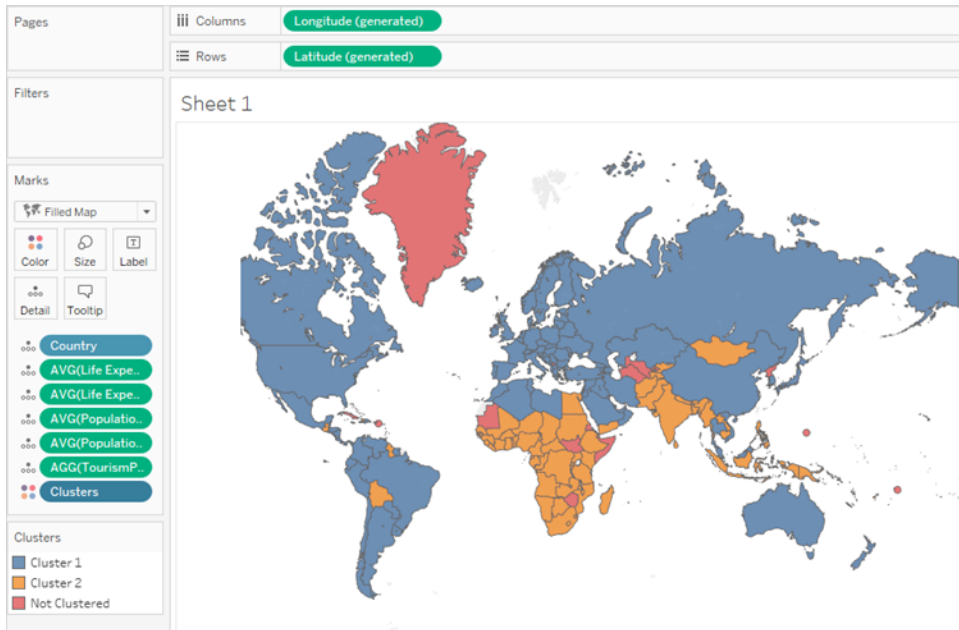 Pages
Columns
Longitude (generated)
Rows
Latitude (generated)
Filters
Sheet 1
Marks
Filled Map
Color
Size
T
Label
Detail
Tooltip
Country
AVG(Life Expe..
AVG(Life Expe..
AVG(Populatio..
AVG(Populatio..
AGG(TourismP..
Clusters
Clusters
Cluster 1
Cluster 2
Not Clustered